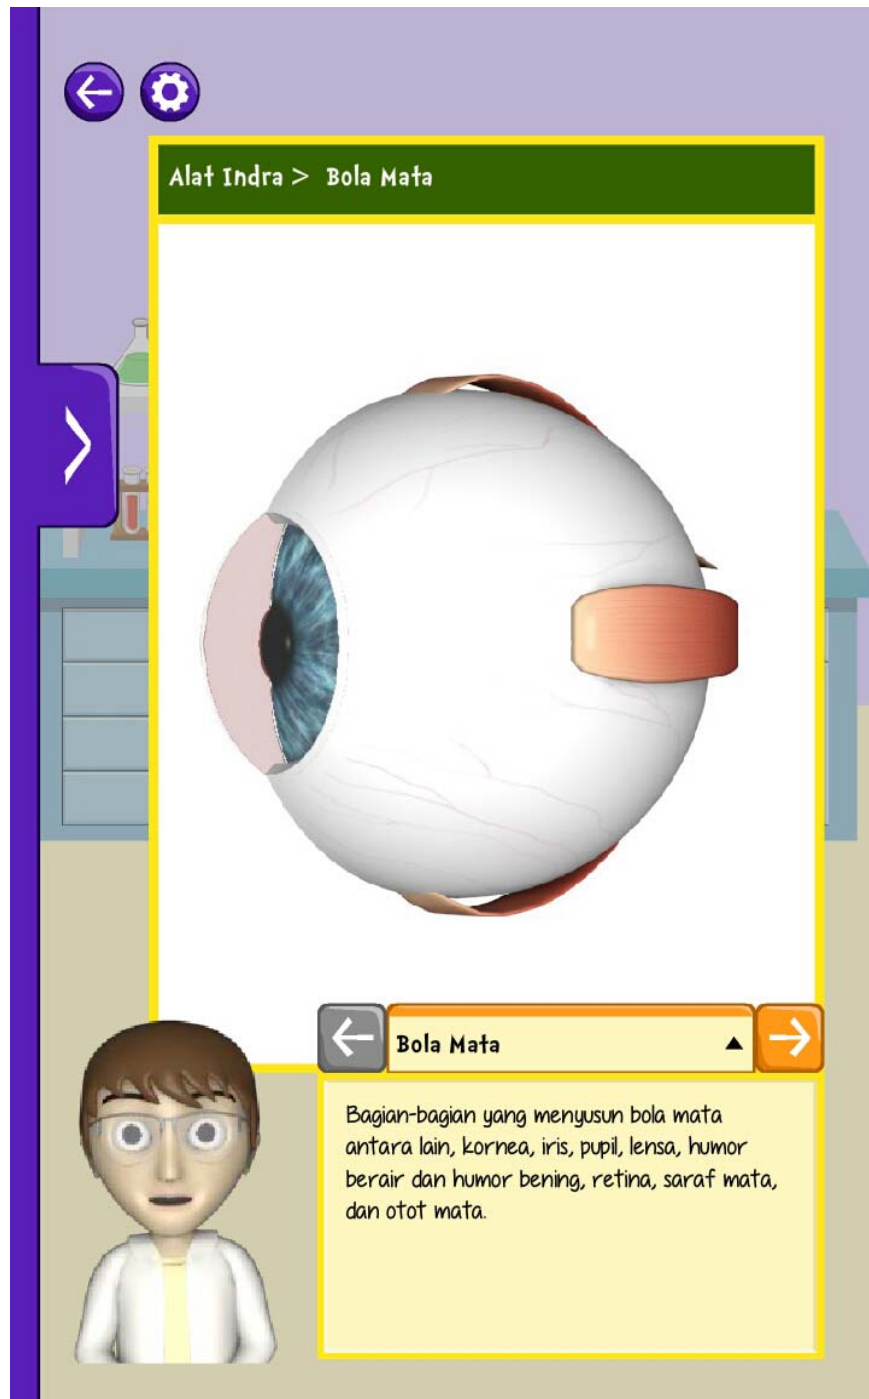 Alat Indra > Bola Mata
Bola Mata
Bagian-bagian yang menyusun bola mata
antara lain, kornea, iris, pupil, lensa, humor
berair dan humor bening, retina, saraf mata,
dan otot mata.